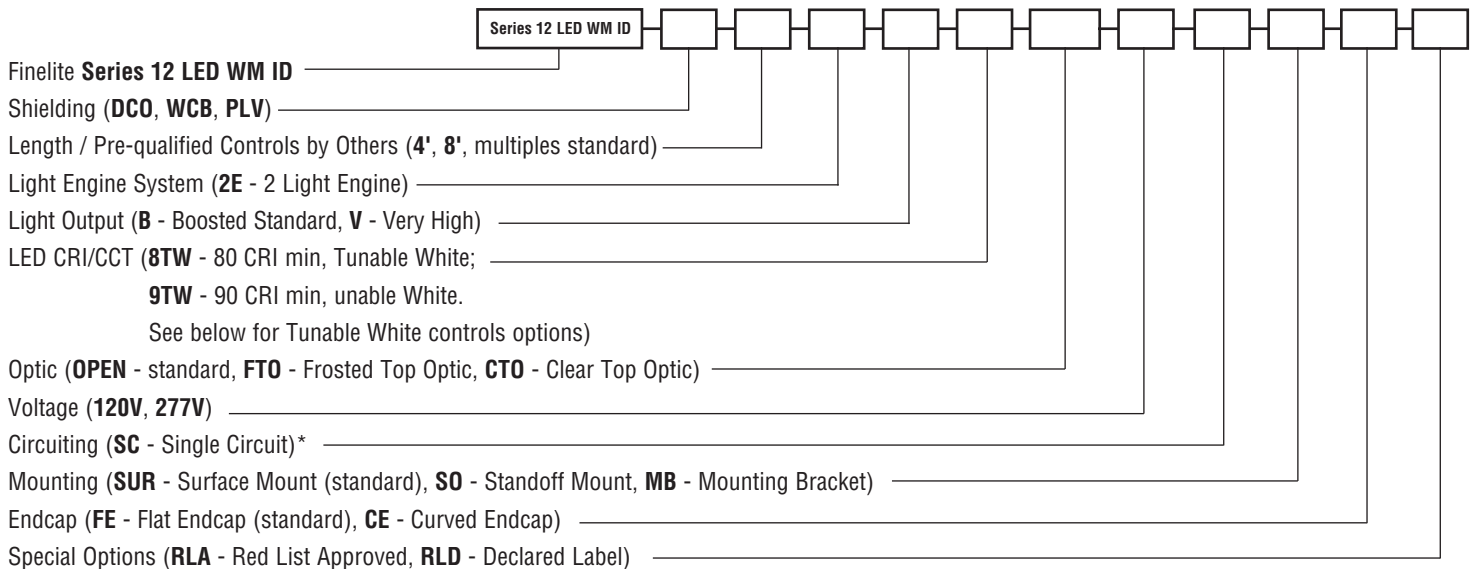 Series 12 LED WM ID
Finelite Series 12 LED WM ID
Shielding (DCO, WCB, PLV)
Length / Pre-qualified Controls by Others (4', 8', multiples standard)
Light Engine System (2E - 2 Light Engine)
Light Output (B - Boosted Standard, V - Very High)
LED CRI/CCT (8TW - 80 CRI min, Tunable White;
9TW - 90 CRI min, unable White.
See below for Tunable White controls options)
Optic (OPEN - standard, FTO - Frosted Top Optic, CTO - Clear Top Optic)
Voltage (120V, 277V)
Circuiting (SC - Single Circuit)*
Mounting (SUR - Surface Mount (standard), SO - Standoff Mount, MB - Mounting Bracket)
Endcap (FE - Flat Endcap (standard), CE - Curved Endcap)
Special Options (RLA - Red List Approved, RLD - Declared Label)